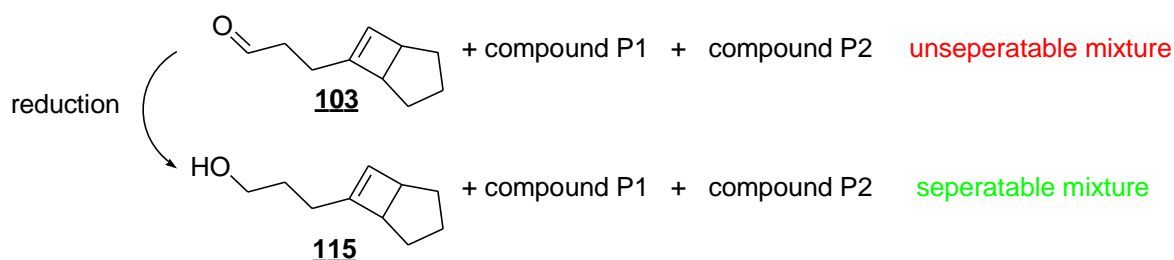 O
+ compound P1 + compound P2 unseperatable mixture
103
reduction
HO
+ compound P1 + compound P2 seperatable mixture
115